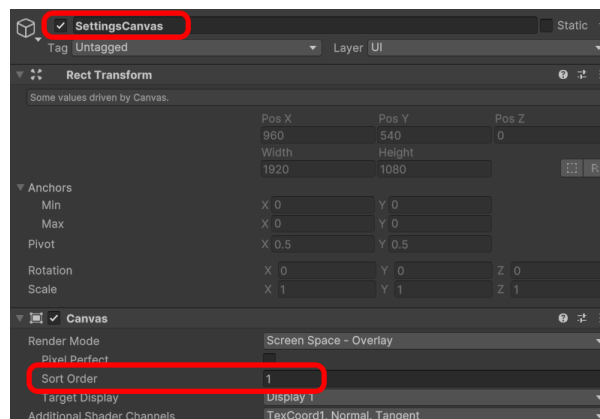 SettingsCanvas Static
Tag Untagged Layer UI
Rect Transform
Some values driven by Canvas.
Pos X Pos Y Pos Z
960 540 0
Width Height
1920 1080
R
Anchors
Min X 0 Y 0
Max X 0 Y 0
Pivot X 0.5 Y 0.5
Rotation X 0 Y 0 Z 0
Scale X 1 Y 1 Z 1
Canvas
Render Mode Screen Space - Overlay
Pixel Perfect
Sort Order 1
Target Display Display 1
Additional Shader Channels TexCoord1, Normal, Tangent